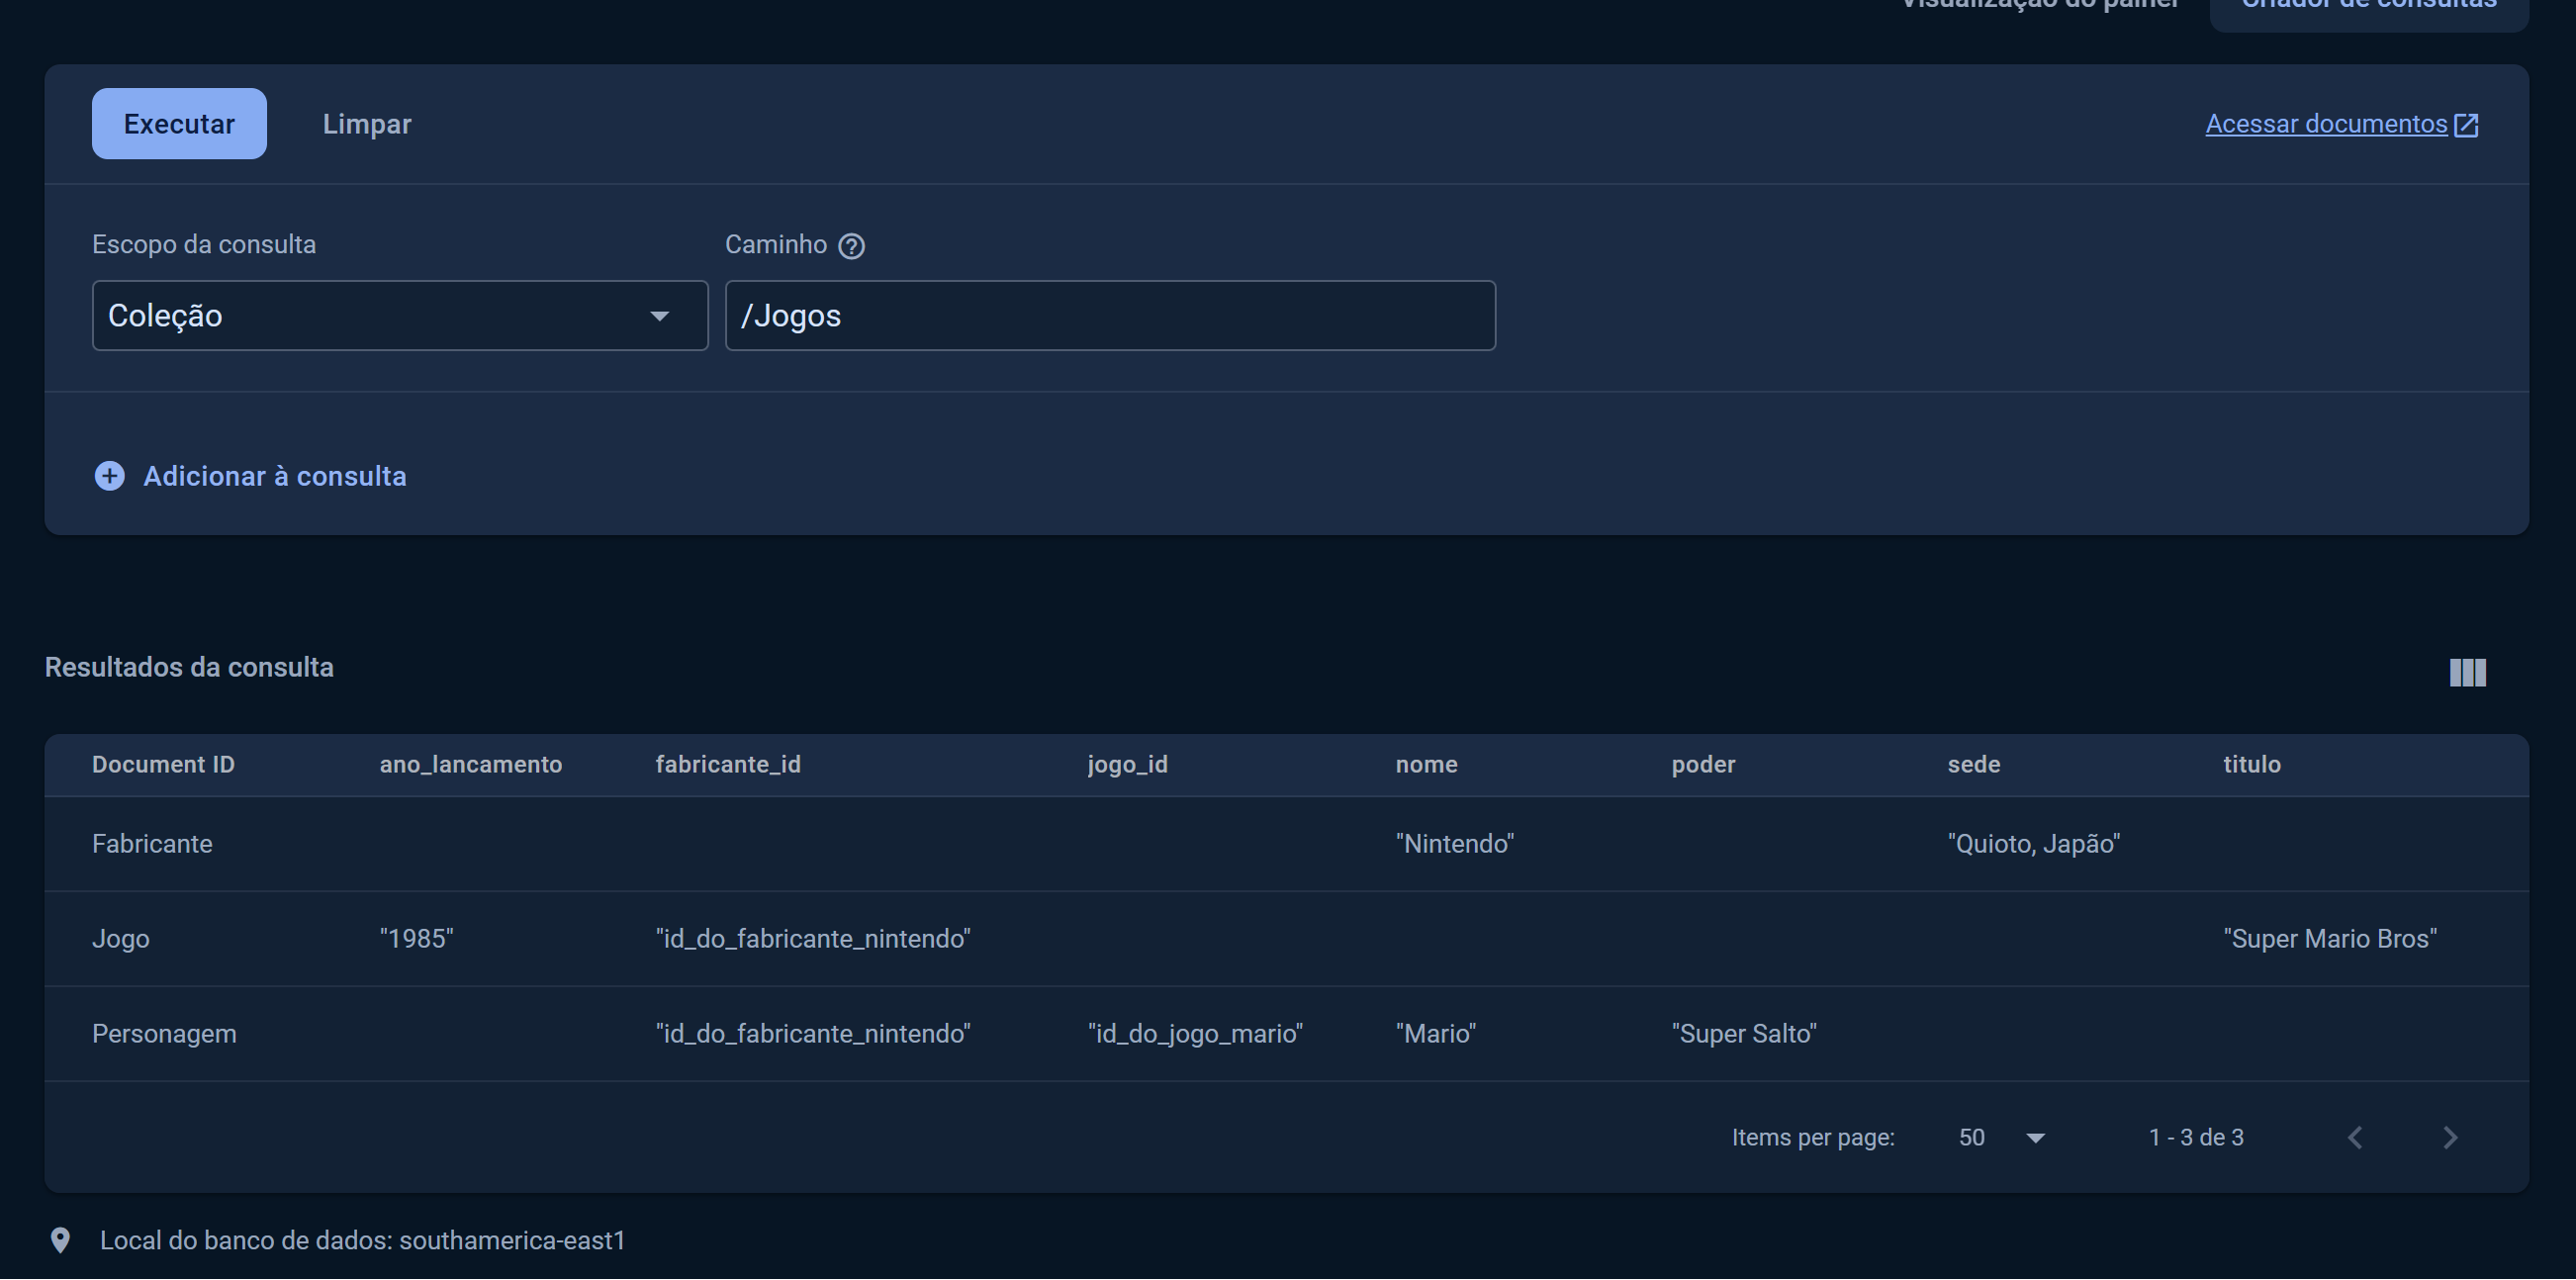 Visualização do painel Criador de consultas
Executar Limpar Acessar documentos
Escopo da consulta Caminho
Coleção /Jogos
Adicionar à consulta
Resultados da consulta
Document ID ano_lancamento fabricante_id jogo_id nome poder sede titulo
Fabricante "Nintendo" "Quioto, Japão"
Jogo "1985" "id_do_fabricante_nintendo" "Super Mario Bros"
Personagem "id_do_fabricante_nintendo" "id_do_jogo_mario" "Mario" "Super Salto"
Items per page: 50 1 - 3 de 3
Local do banco de dados: southamerica-east1